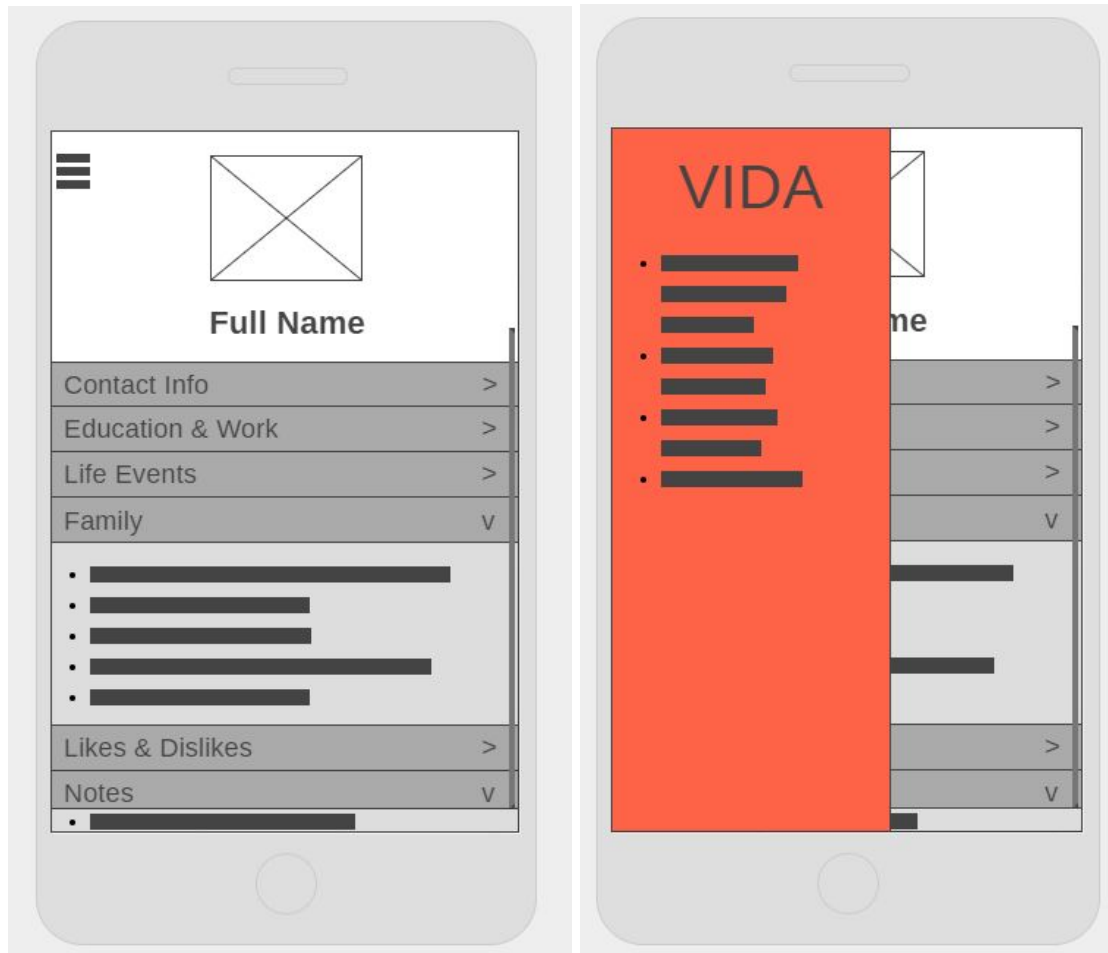 Full Name
Contact Info >
Education & Work >
Life Events >
Family v
Likes & Dislikes >
Notes v
VIDA
me
>
>
>
v
>
v